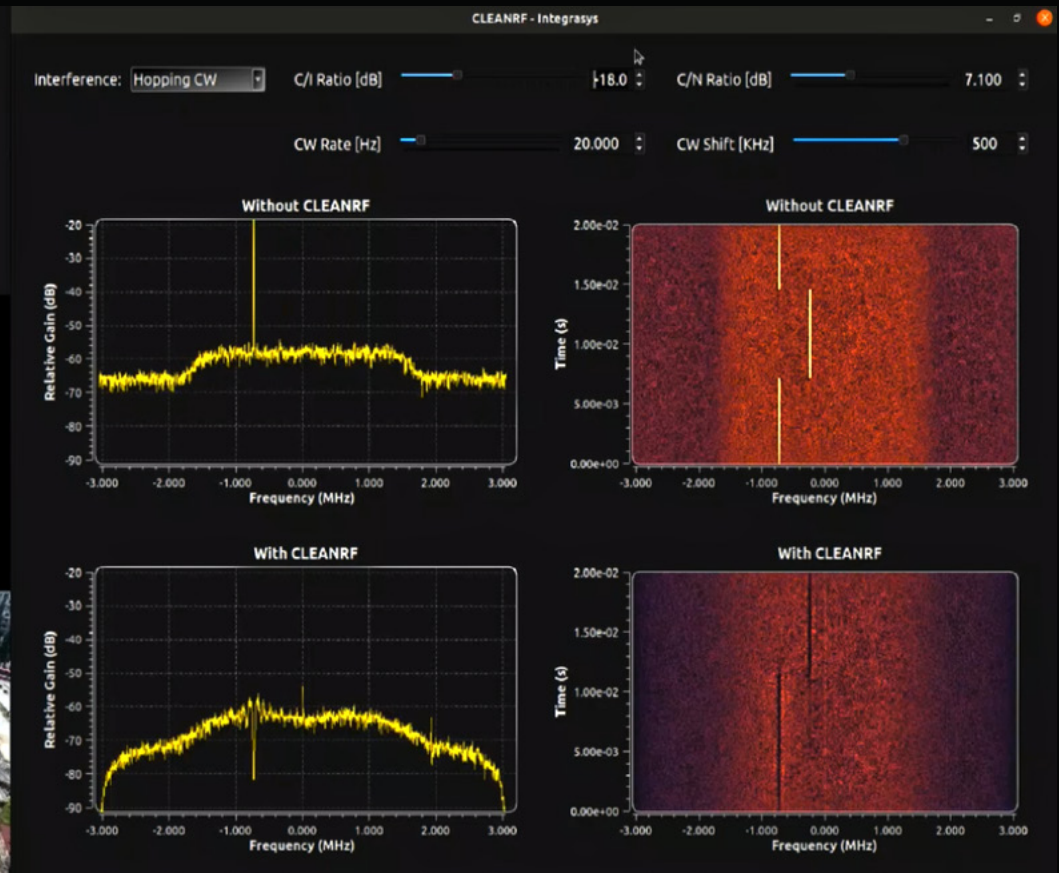 CLEANRF - Integrasys
Interference: Hopping CW C/I Ratio [dB] -18.0 C/N Ratio [dB] 7.100
CW Rate [Hz] 20.000 CW Shift [KHz] 500
Without CLEANRF
Relative Gain (dB)
-20
-30
-40
-50
-60
-70
-80
-90
-3.000 -2.000 -1.000 0.000 1.000 2.000 3.000
Frequency (MHz)
Without CLEANRF
Time (s)
2.00e-02
1.50e-02
1.00e-02
5.00e-03
0.00e+00
-3.000 -2.000 -1.000 0.000 1.000 2.000 3.000
Frequency (MHz)
With CLEANRF
Relative Gain (dB)
-20
-30
-40
-50
-60
-70
-80
-90
-3.000 -2.000 -1.000 0.000 1.000 2.000 3.000
Frequency (MHz)
With CLEANRF
Time (s)
2.00e-02
1.50e-02
1.00e-02
5.00e-03
0.00e+00
-3.000 -2.000 -1.000 0.000 1.000 2.000 3.000
Frequency (MHz)